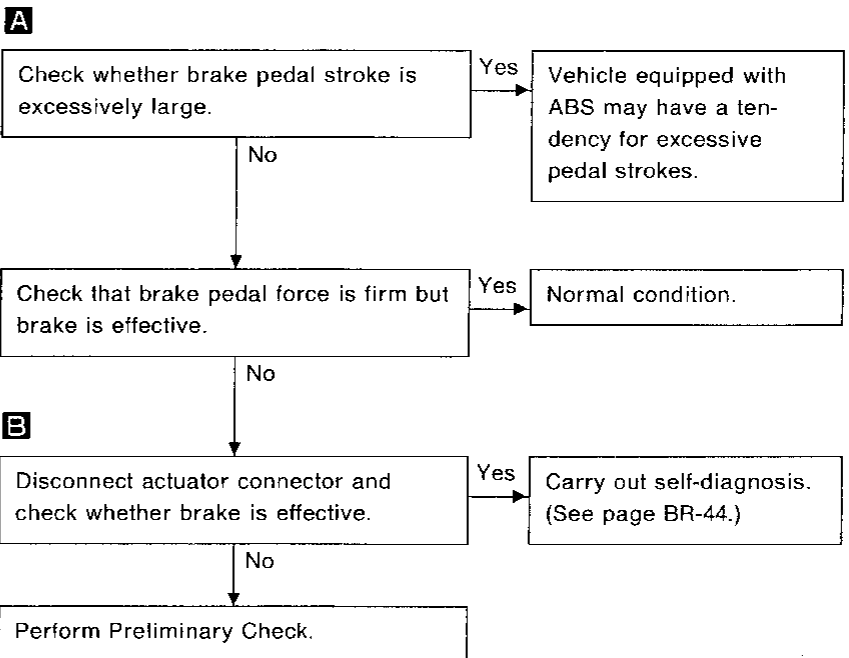 A
Check whether brake pedal stroke is
excessively large.
Yes
Vehicle equipped with
ABS may have a ten-
dency for excessive
pedal strokes.
No
Check that brake pedal force is firm but
brake is effective.
Yes
Normal condition.
No
B
Disconnect actuator connector and
check whether brake is effective.
Yes
Carry out self-diagnosis.
(See page BR-44.)
No
Perform Preliminary Check.